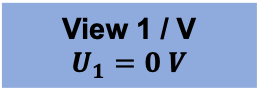 View 1 / V
U₁ = 0 V